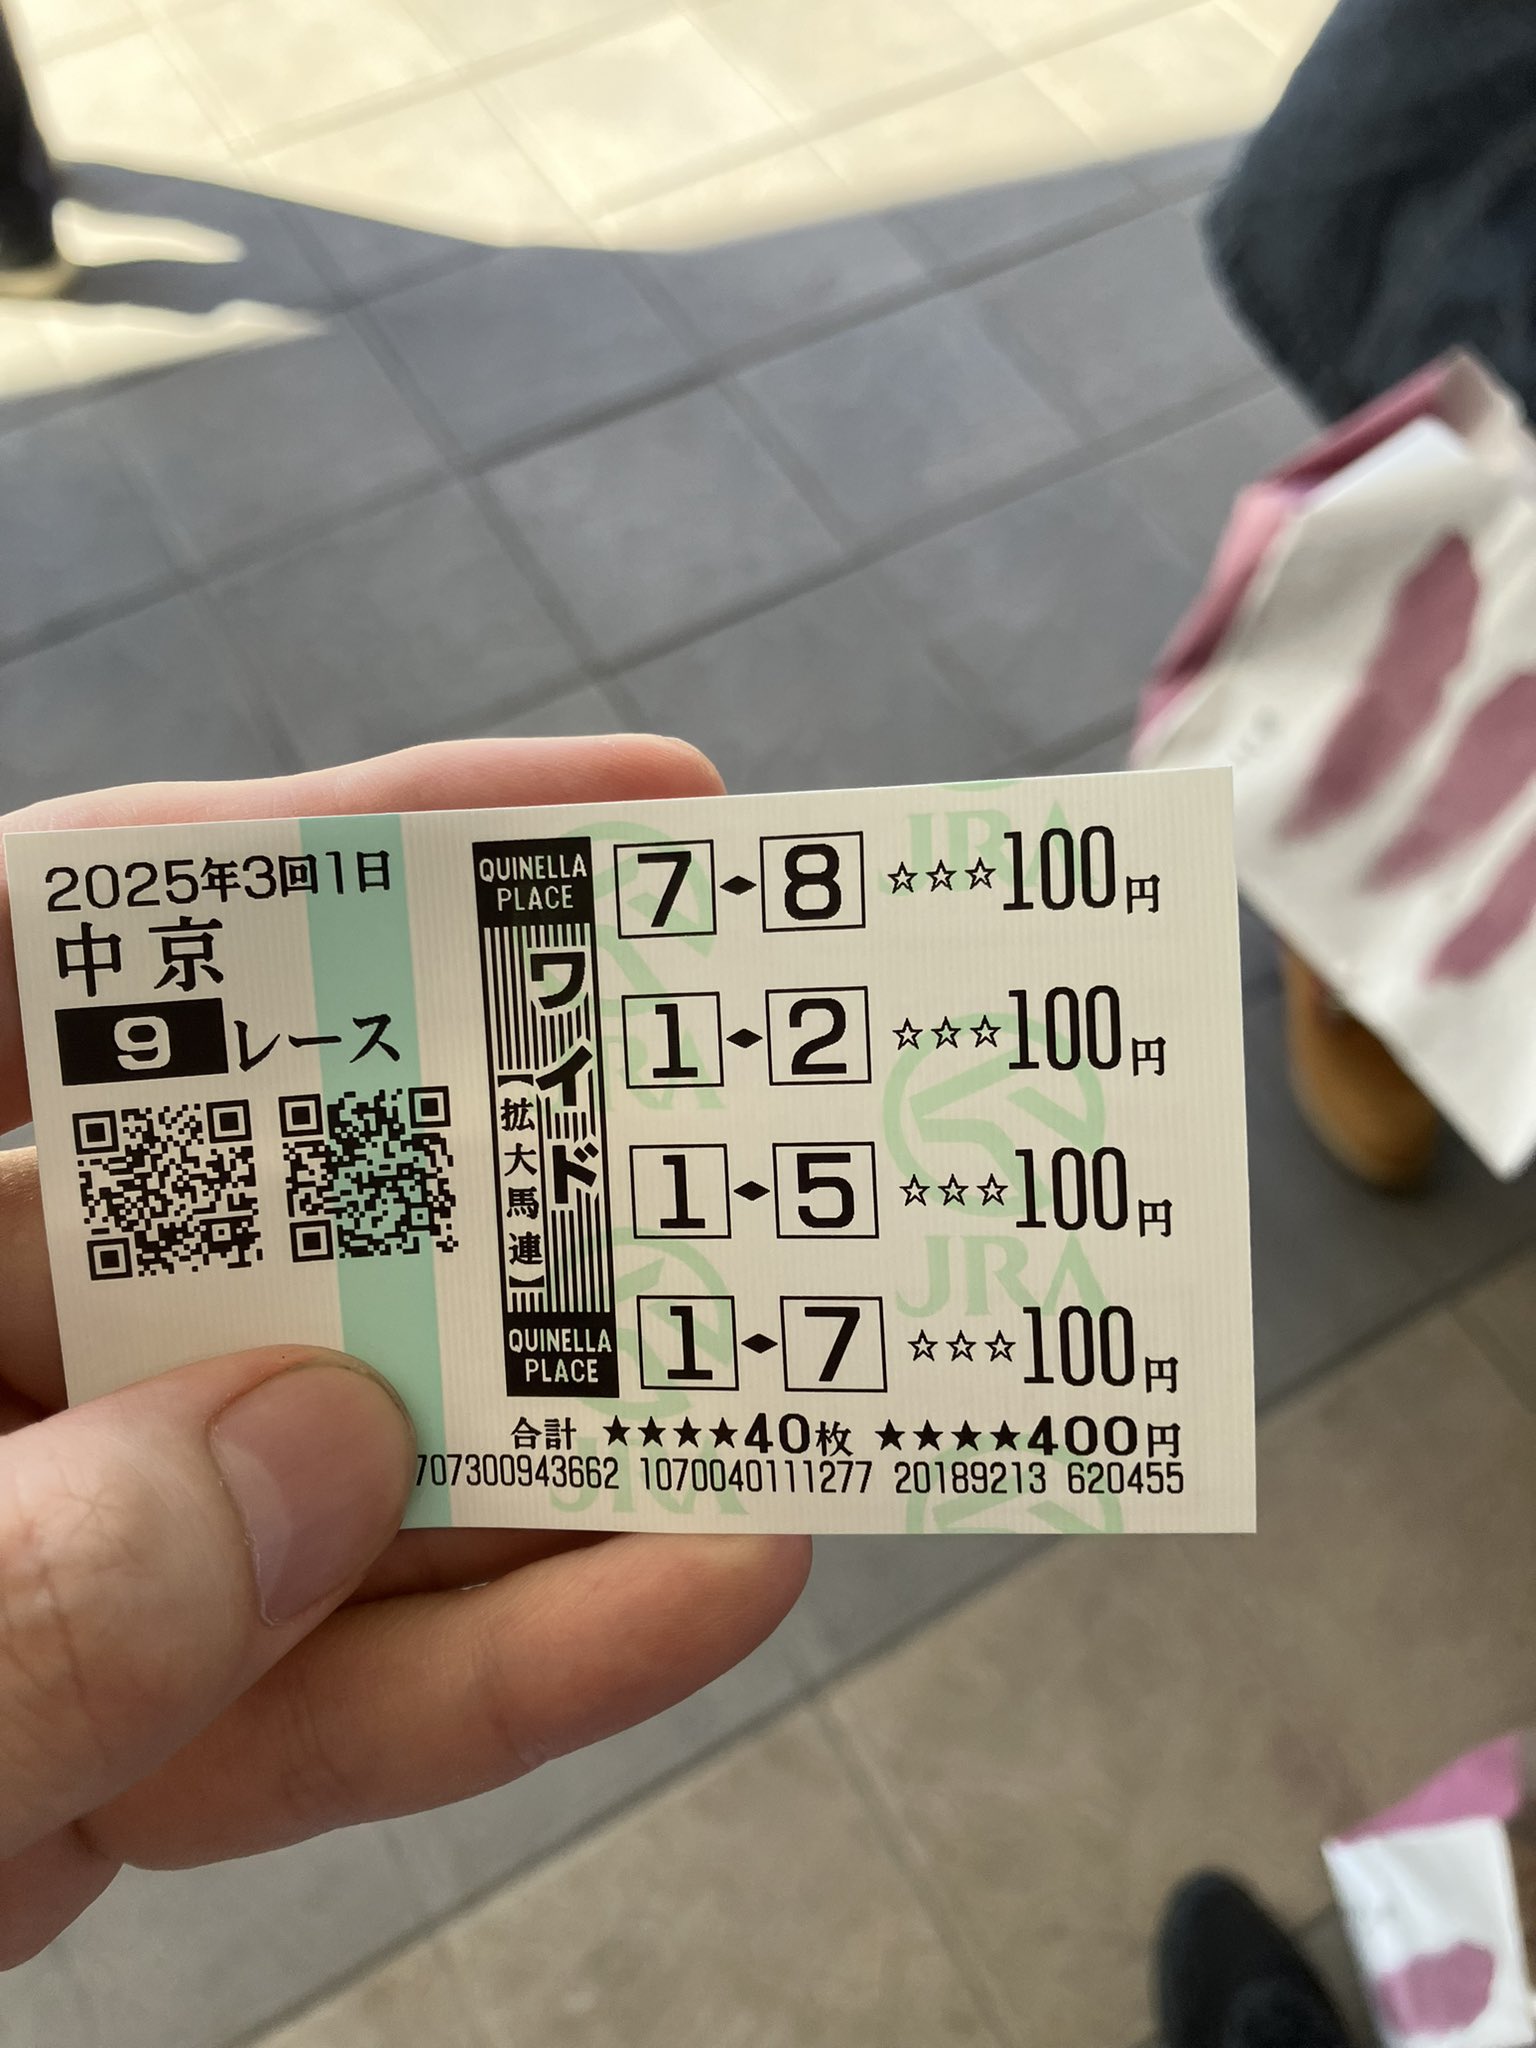 2025年3回1日
中京
9レース
QUINELLA
PLACE
ワイド
【拡大馬連】
QUINELLA
PLACE
7◆8 ☆☆☆100円
1◆2 ☆☆☆100円
1◆5 ☆☆☆100円
1◆7 ☆☆☆100円
合計 ★★★★40枚 ★★★★400円
707300943662 1070040111277 20189213 620455
JRA
JRA
JRA
JRA